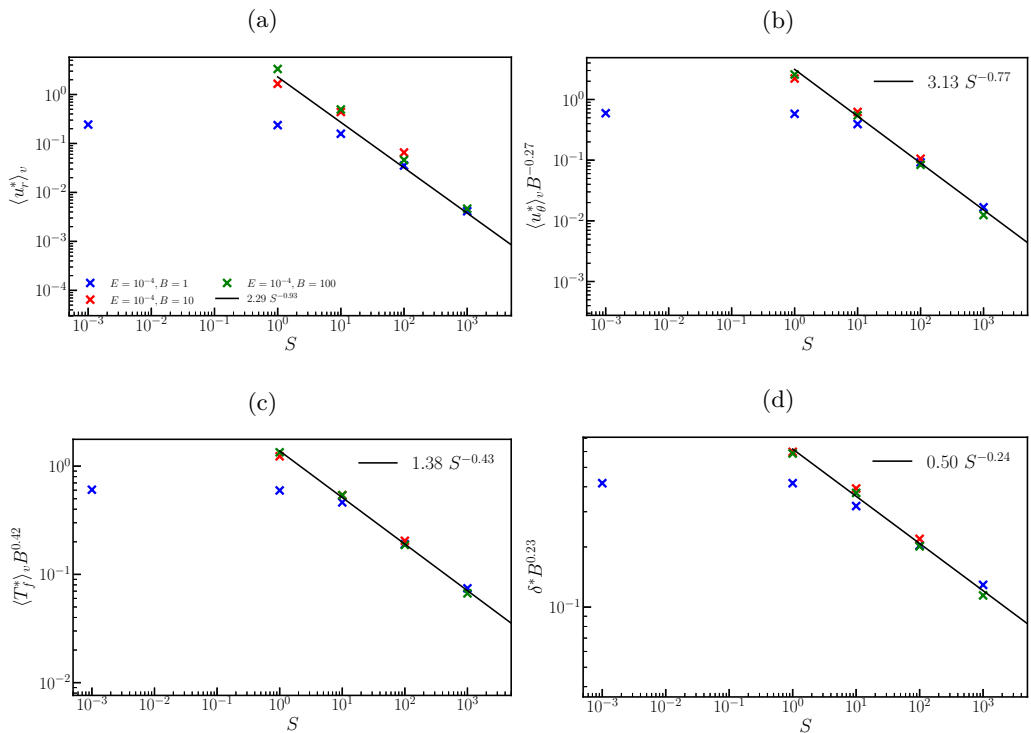 (a)
(b)
10^0
10^-1
10^-2
10^-3
10^-4
⟨u_r^*⟩_v
E = 10^-4, B = 1
E = 10^-4, B = 10
E = 10^-4, B = 100
2.29 S^-0.93
10^-3 10^-2 10^-1 10^0 10^1 10^2 10^3
S
3.13 S^-0.77
10^0
10^-1
10^-2
10^-3
⟨u_θ^*⟩_v B^-0.27
10^-3 10^-2 10^-1 10^0 10^1 10^2 10^3
S
(c)
(d)
1.38 S^-0.43
10^0
10^-1
10^-2
⟨T_f^*⟩_v B^0.42
10^-3 10^-2 10^-1 10^0 10^1 10^2 10^3
S
0.50 S^-0.24
10^-1
δ^* B^0.23
10^-3 10^-2 10^-1 10^0 10^1 10^2 10^3
S